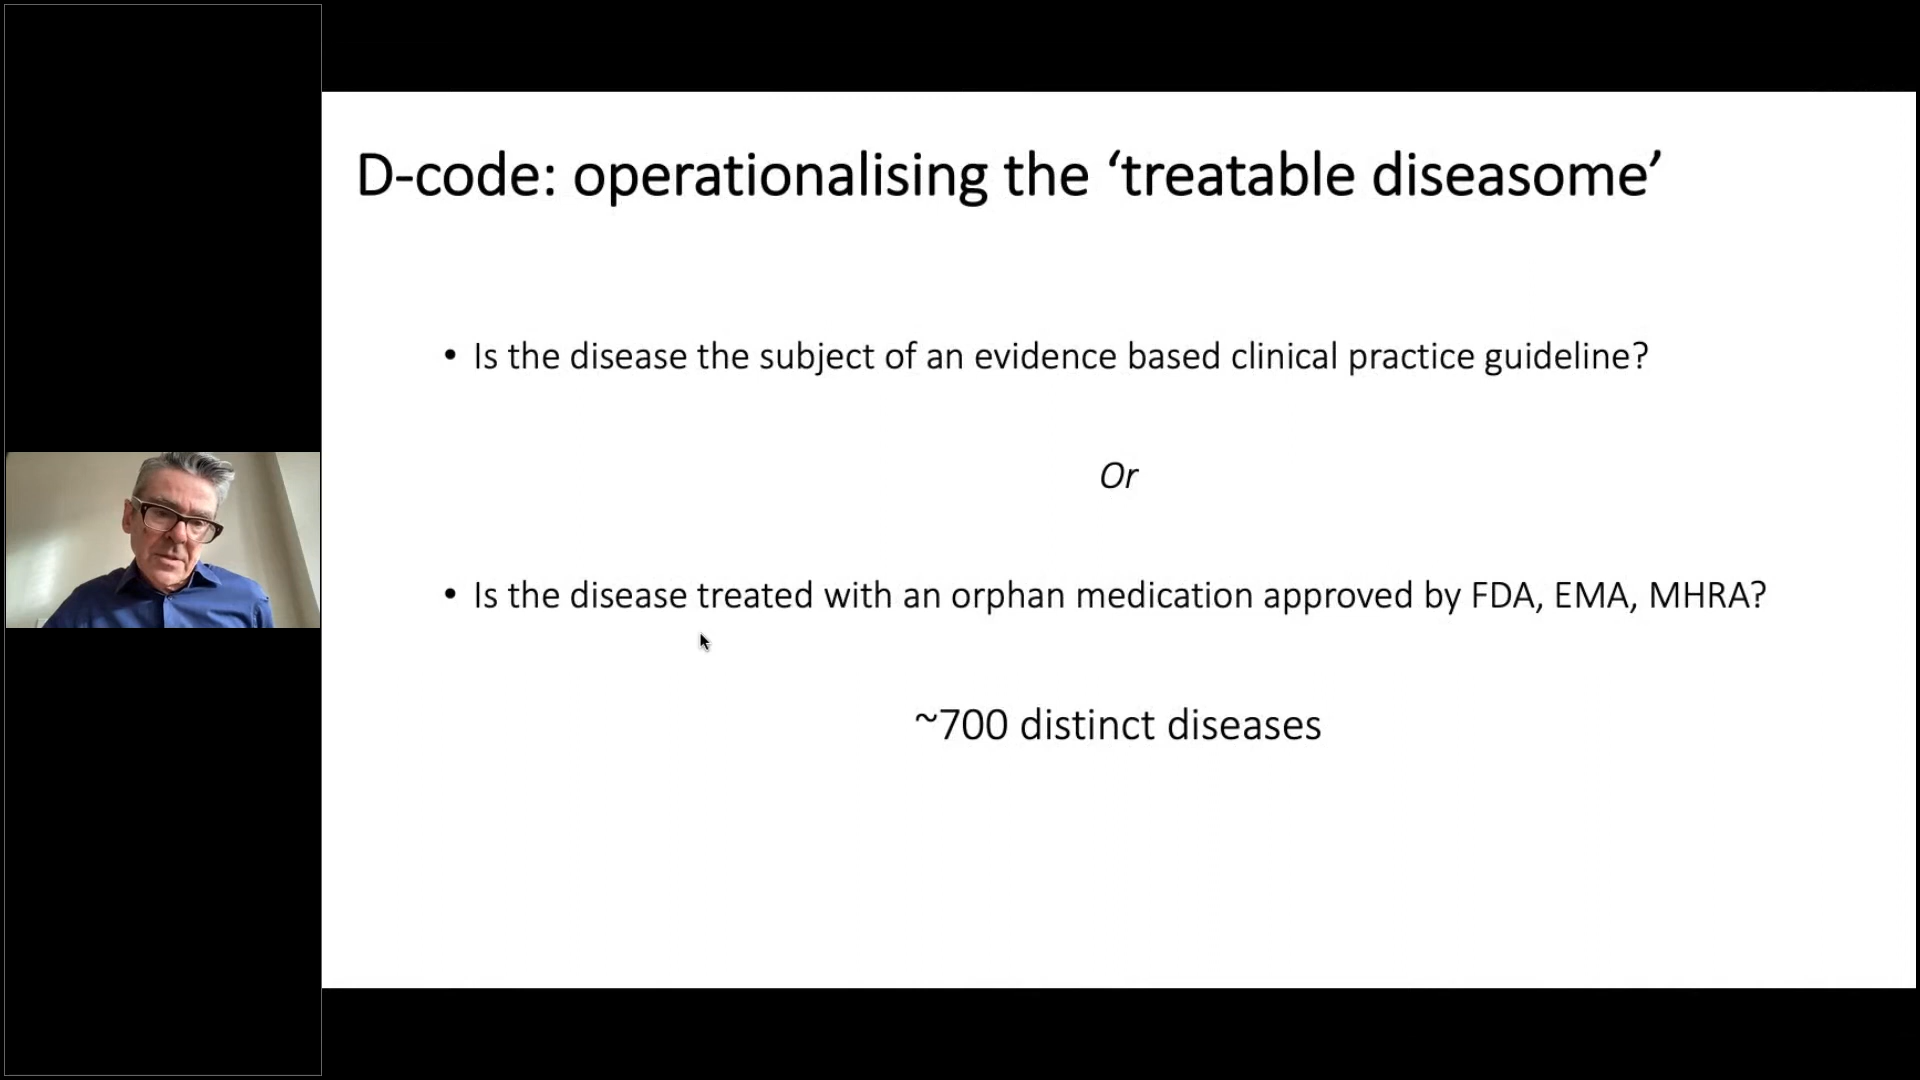 D-code: operationalising the ‘treatable diseasome’
• Is the disease the subject of an evidence based clinical practice guideline?
Or
• Is the disease treated with an orphan medication approved by FDA, EMA, MHRA?
~700 distinct diseases